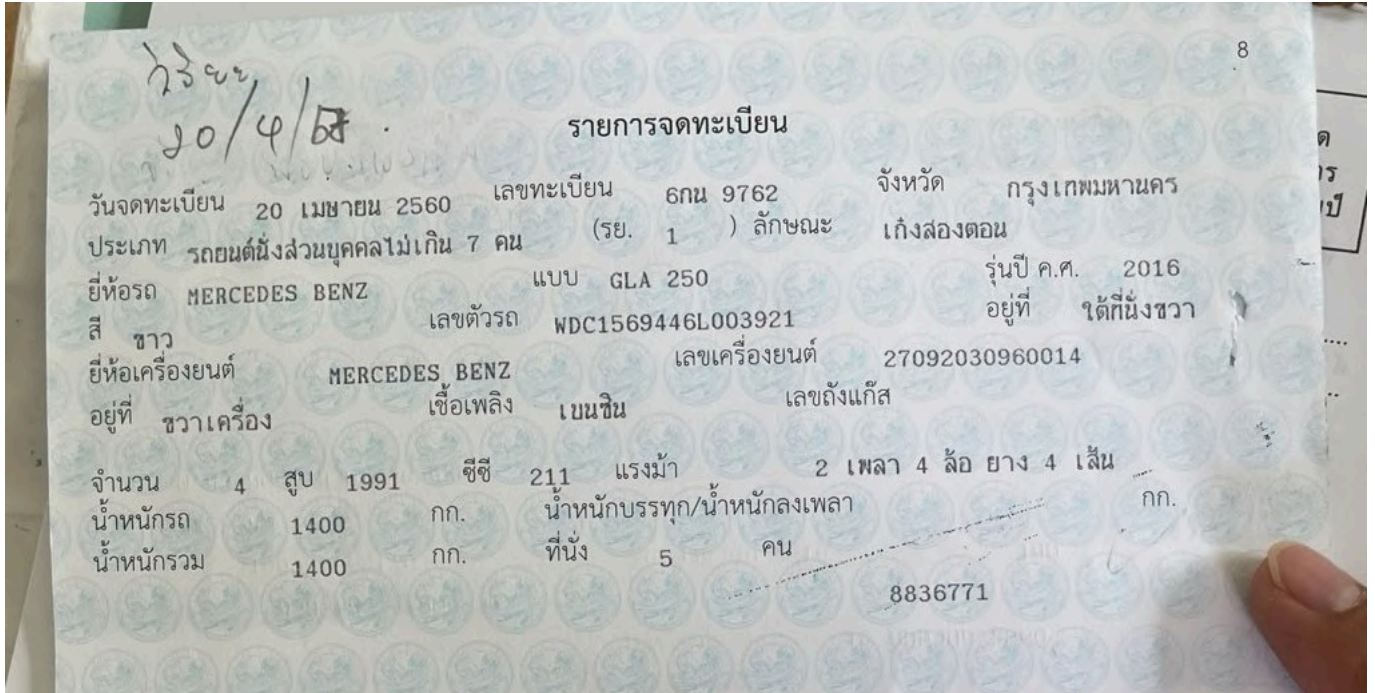 8
20/4/
รายการจดทะเบียน
วันจดทะเบียน 20 เมษายน 2560 เลขทะเบียน 6กน 9762 จังหวัด กรุงเทพมหานคร
ประเภท รถยนต์นั่งส่วนบุคคลไม่เกิน 7 คน (รย. 1 ) ลักษณะ เก๋งสองตอน
ยี่ห้อรถ MERCEDES BENZ แบบ GLA 250 รุ่นปี ค.ศ. 2016
สี ขาว เลขตัวรถ WDC1569446L003921 อยู่ที่ ใต้ที่นั่งขวา
ยี่ห้อเครื่องยนต์ MERCEDES BENZ เลขเครื่องยนต์ 27092030960014
อยู่ที่ ขวาเครื่อง เชื้อเพลิง เบนซิน เลขถังแก๊ส
จำนวน 4 สูบ 1991 ซีซี 211 แรงม้า 2 เพลา 4 ล้อ ยาง 4 เส้น
น้ำหนักรถ 1400 กก. น้ำหนักบรรทุก/น้ำหนักลงเพลา กก.
น้ำหนักรวม 1400 กก. ที่นั่ง 5 คน
8836771